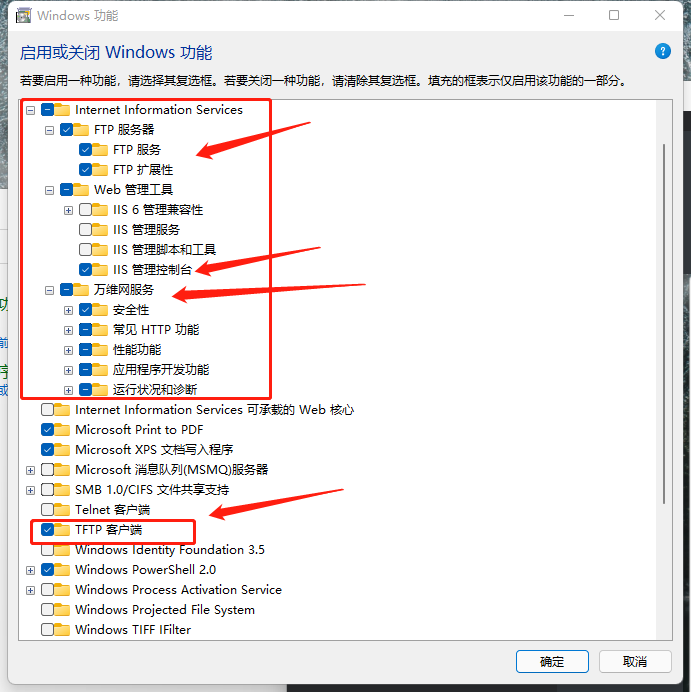 Windows 功能
启用或关闭 Windows 功能
?
若要启用一种功能，请选择其复选框。若要关闭一种功能，请清除其复选框。填充的框表示仅启用该功能的一部分。
Internet Information Services
FTP 服务器
FTP 服务
FTP 扩展性
Web 管理工具
IIS 6 管理兼容性
IIS 管理服务
IIS 管理脚本和工具
IIS 管理控制台
万维网服务
安全性
常见 HTTP 功能
性能功能
应用程序开发功能
运行状况和诊断
Internet Information Services 可承载的 Web 核心
Microsoft Print to PDF
Microsoft XPS 文档写入程序
Microsoft 消息队列(MSMQ)服务器
SMB 1.0/CIFS 文件共享支持
Telnet 客户端
TFTP 客户端
Windows Identity Foundation 3.5
Windows PowerShell 2.0
Windows Process Activation Service
Windows Projected File System
Windows TIFF IFilter
确定
取消